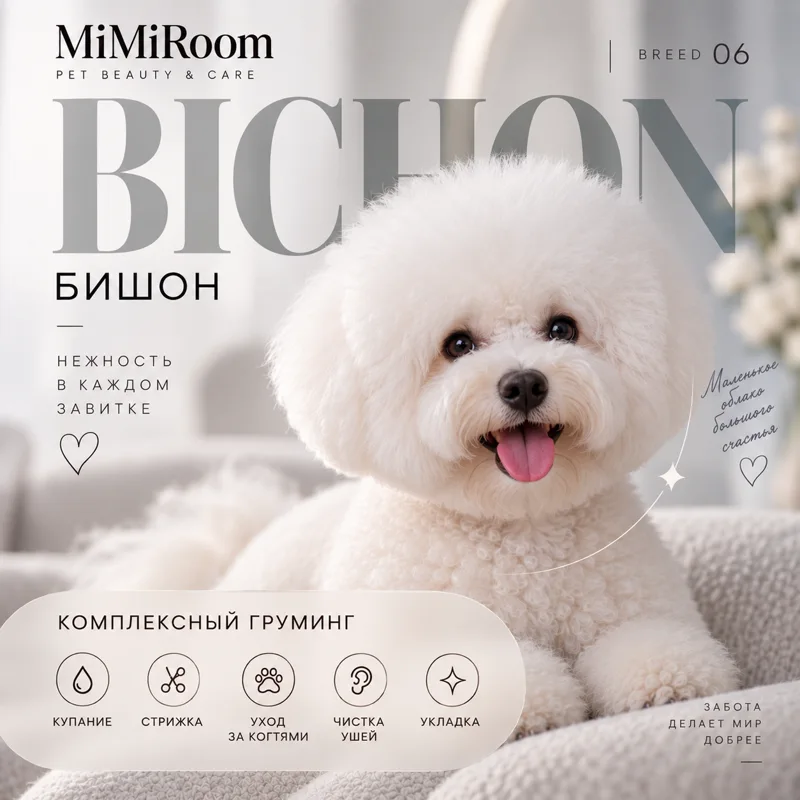 MiMiRoom
PET BEAUTY & CARE
BREED 06
BICHON
БИШОН
НЕЖНОСТЬ
В КАЖДОМ
ЗАВИТКЕ
Маленькое
облако
большого
счастья
КОМПЛЕКСНЫЙ ГРУМИНГ
КУПАНИЕ
СТРИЖКА
УХОД
ЗА КОГТЯМИ
ЧИСТКА
УШЕЙ
УКЛАДКА
ЗАБОТА
ДЕЛАЕТ МИР
ДОБРЕЕ